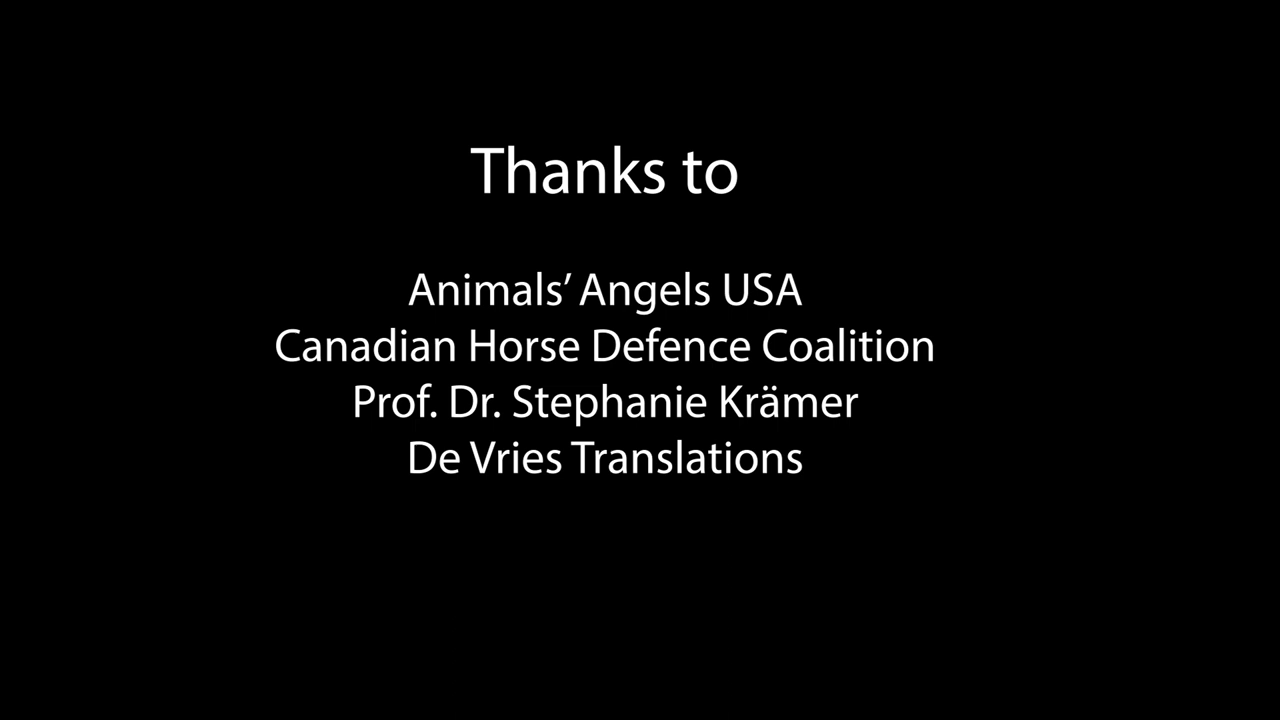 Thanks to
Animals’ Angels USA
Canadian Horse Defence Coalition
Prof. Dr. Stephanie Krämer
De Vries Translations